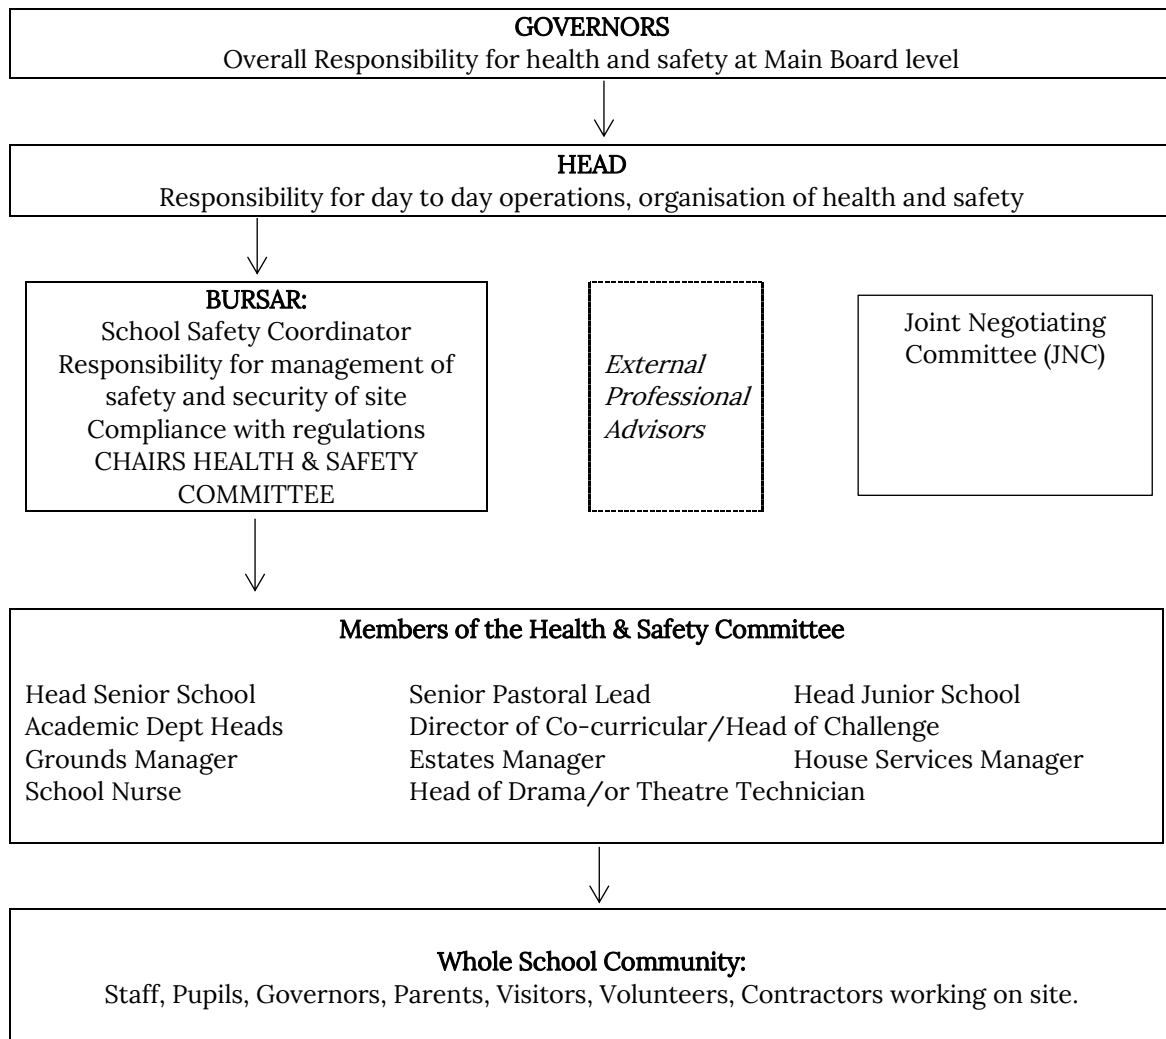 GOVERNORS
Overall Responsibility for health and safety at Main Board level
HEAD
Responsibility for day to day operations, organisation of health and safety
BURSAR:
School Safety Coordinator
Responsibility for management of
safety and security of site
Compliance with regulations
CHAIRS HEALTH & SAFETY
COMMITTEE
External
Professional
Advisors
Joint Negotiating
Committee (JNC)
Members of the Health & Safety Committee
Head Senior School Senior Pastoral Lead Head Junior School
Academic Dept Heads Director of Co-curricular/Head of Challenge
Grounds Manager Estates Manager House Services Manager
School Nurse Head of Drama/or Theatre Technician
Whole School Community:
Staff, Pupils, Governors, Parents, Visitors, Volunteers, Contractors working on site.